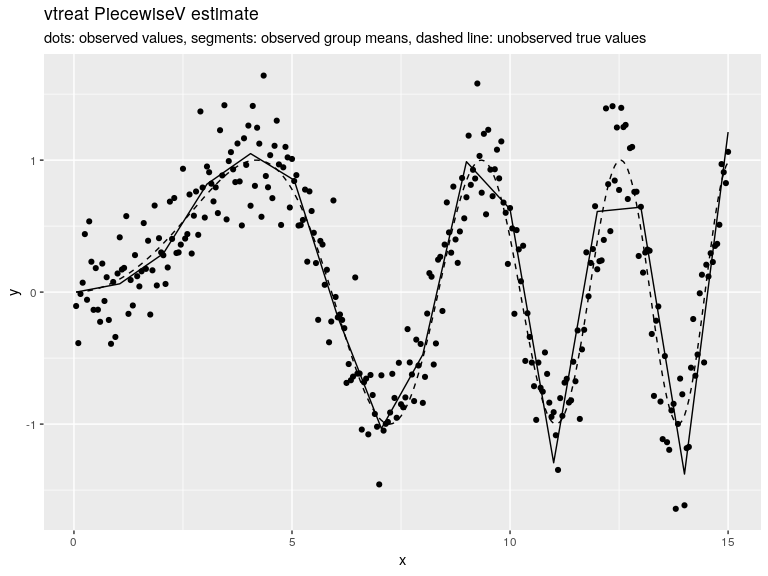 vtreat PiecewiseV estimate
dots: observed values, segments: observed group means, dashed line: unobserved true values
1
0
-1
y
0
5
10
15
x